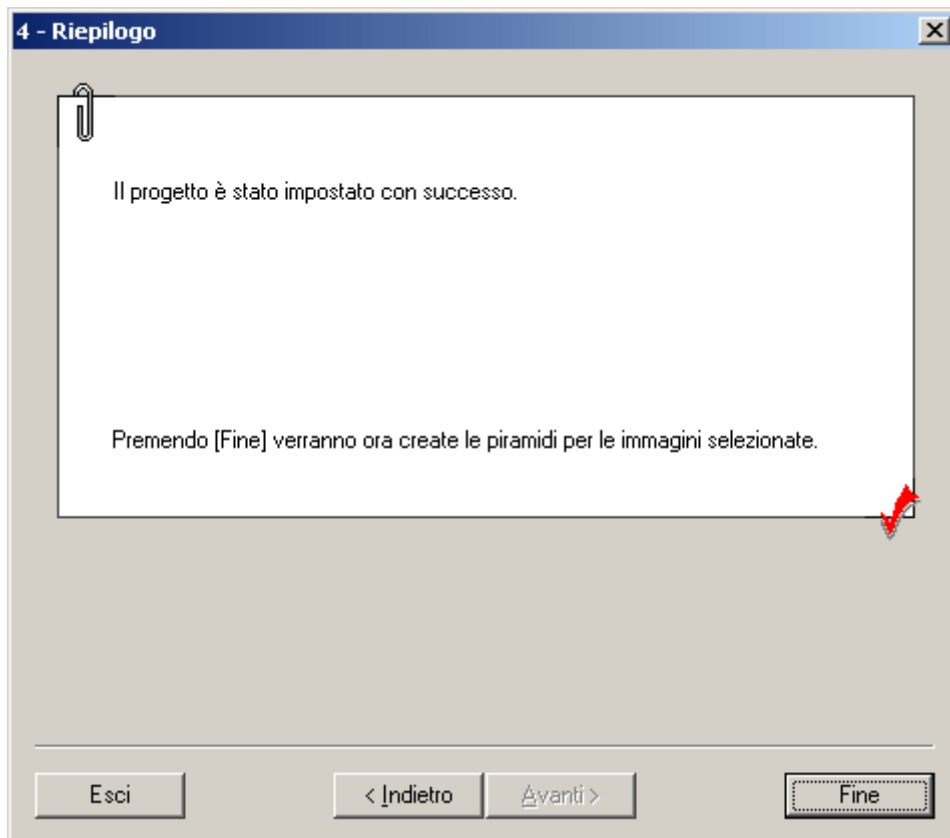 4 - Riepilogo
Il progetto è stato impostato con successo.
Premendo [Fine] verranno ora create le piramidi per le immagini selezionate.
Esci
< Indietro
Avanti >
Fine